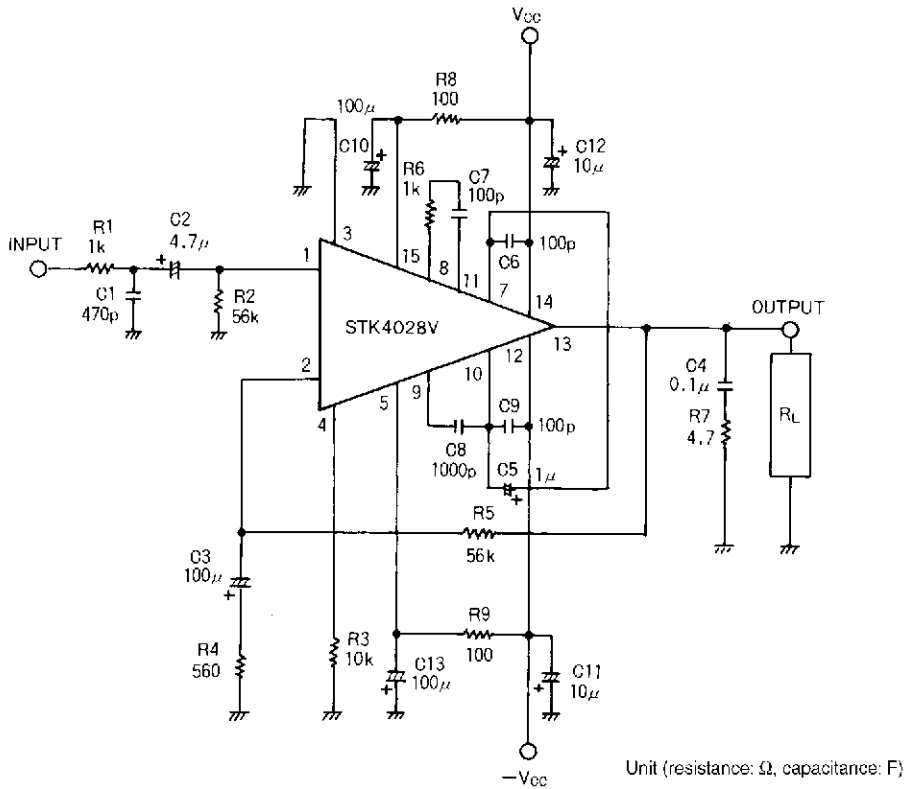 VCC
R8
100
100μ
C10
+
C12
+
10μ
R6
1k
C7
100p
3
15
8
11
7
C6
100p
14
INPUT
R1
1k
C2
+
4.7μ
1
C1
470p
R2
56k
STK4028V
OUTPUT
13
12
2
10
9
5
4
C9
100p
C8
1000p
C5
+
1μ
C4
0.1μ
R7
4.7
RL
R5
56k
C3
100μ
+
R4
560
R3
10k
R9
100
C13
100μ
+
C11
10μ
+
−VCC
Unit (resistance: Ω, capacitance: F)